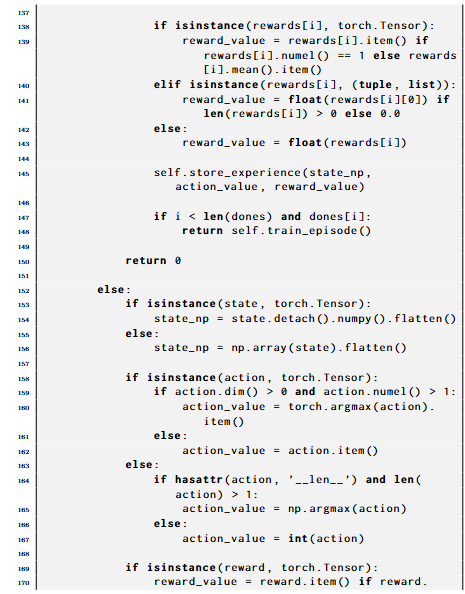 137
138 if isinstance(rewards[i], torch.Tensor):
139 reward_value = rewards[i].item() if
rewards[i].numel() == 1 else rewards
[i].mean().item()
140 elif isinstance(rewards[i], (tuple, list)):
141 reward_value = float(rewards[i][0]) if
len(rewards[i]) > 0 else 0.0
142 else:
143 reward_value = float(rewards[i])
144
145 self.store_experience(state_np,
action_value, reward_value)
146
147 if i < len(dones) and dones[i]:
148 return self.train_episode()
149
150 return 0
151
152 else:
153 if isinstance(state, torch.Tensor):
154 state_np = state.detach().numpy().flatten()
155 else:
156 state_np = np.array(state).flatten()
157
158 if isinstance(action, torch.Tensor):
159 if action.dim() > 0 and action.numel() > 1:
160 action_value = torch.argmax(action).
item()
161 else:
162 action_value = action.item()
163 else:
164 if hasattr(action, '__len__') and len(
action) > 1:
165 action_value = np.argmax(action)
166 else:
167 action_value = int(action)
168
169 if isinstance(reward, torch.Tensor):
170 reward_value = reward.item() if reward.